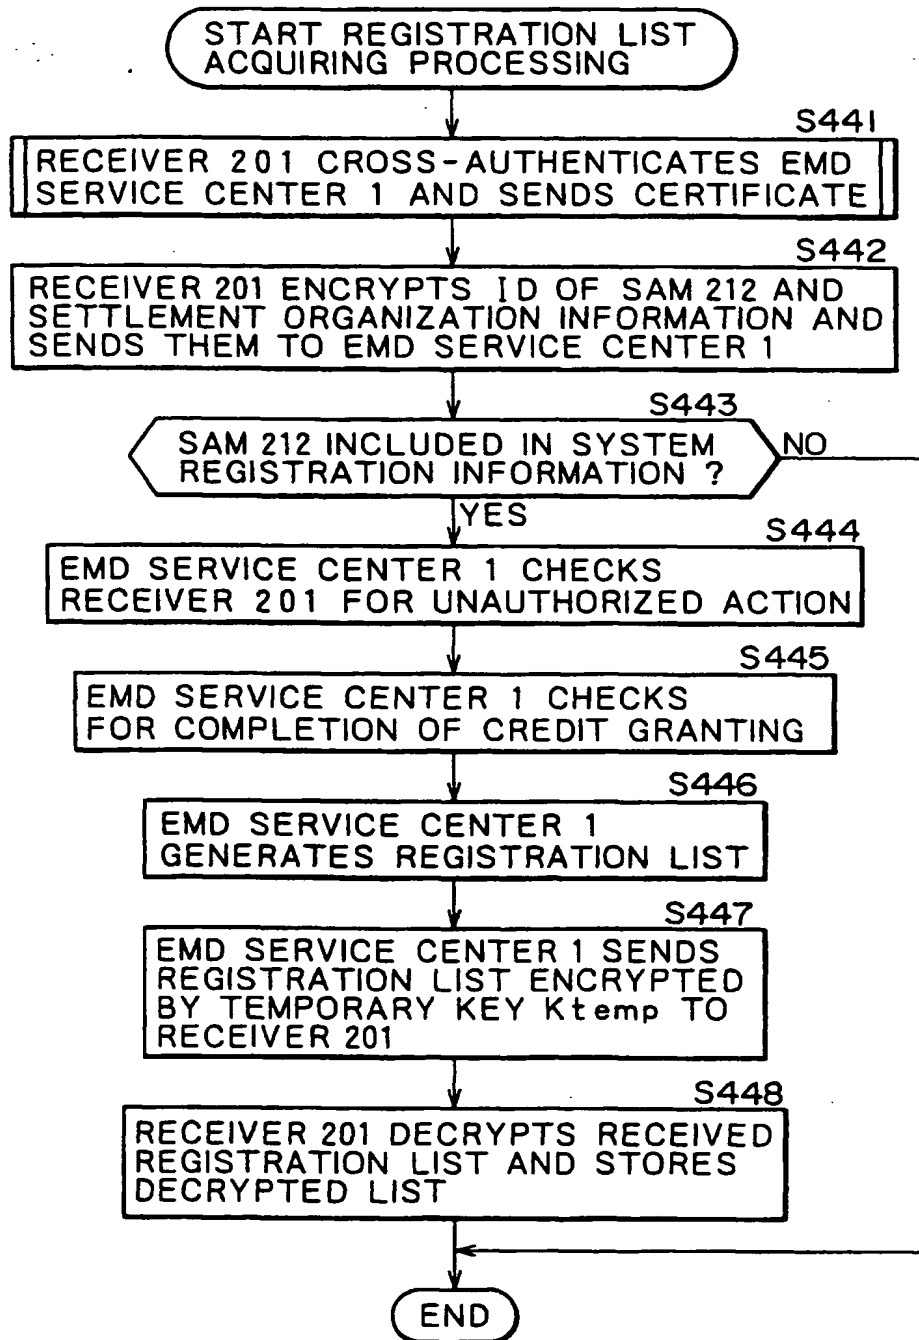 START REGISTRATION LIST
ACQUIRING PROCESSING
S441
RECEIVER 201 CROSS-AUTHENTICATES EMD
SERVICE CENTER 1 AND SENDS CERTIFICATE
S442
RECEIVER 201 ENCRYPTS ID OF SAM 212 AND
SETTLEMENT ORGANIZATION INFORMATION AND
SENDS THEM TO EMD SERVICE CENTER 1
S443
SAM 212 INCLUDED IN SYSTEM
REGISTRATION INFORMATION ?
NO
YES
S444
EMD SERVICE CENTER 1 CHECKS
RECEIVER 201 FOR UNAUTHORIZED ACTION
S445
EMD SERVICE CENTER 1 CHECKS
FOR COMPLETION OF CREDIT GRANTING
S446
EMD SERVICE CENTER 1
GENERATES REGISTRATION LIST
S447
EMD SERVICE CENTER 1 SENDS
REGISTRATION LIST ENCRYPTED
BY TEMPORARY KEY Ktemp TO
RECEIVER 201
S448
RECEIVER 201 DECRYPTS RECEIVED
REGISTRATION LIST AND STORES
DECRYPTED LIST
END